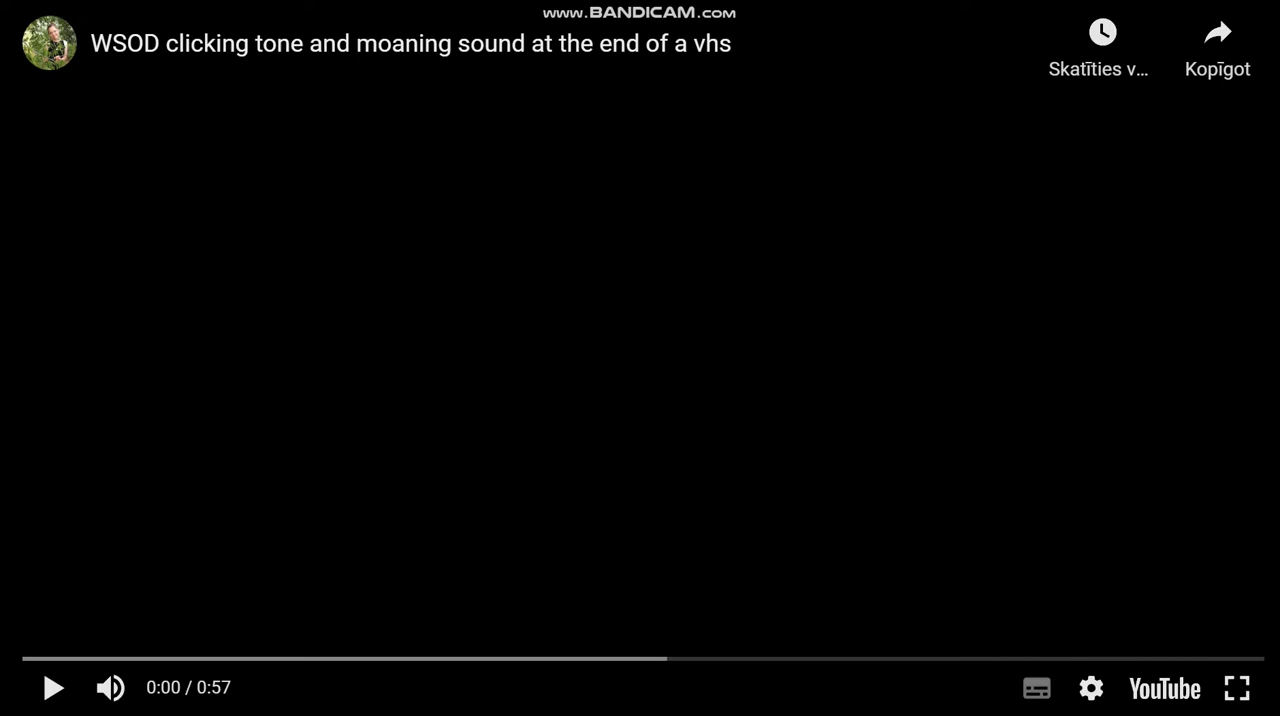 www.BANDICAM.com
WSOD clicking tone and moaning sound at the end of a vhs
Skatīties v...
Kopīgot
0:00 / 0:57
YouTube